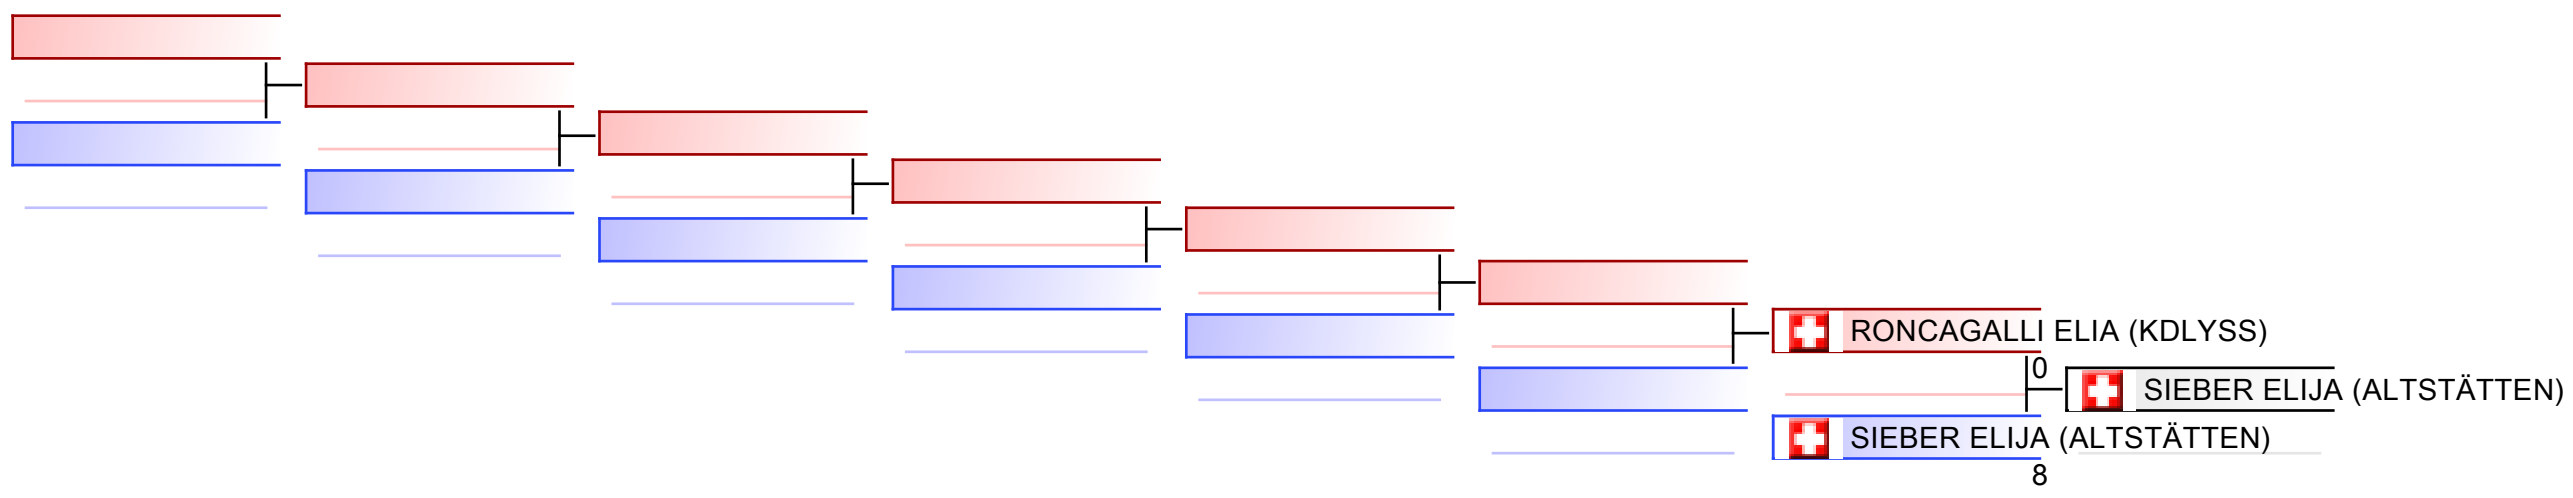 RONCAGALLI ELIA (KDLYSS)
0
SIEBER ELIJA (ALTSTÄTTEN)
SIEBER ELIJA (ALTSTÄTTEN)
8